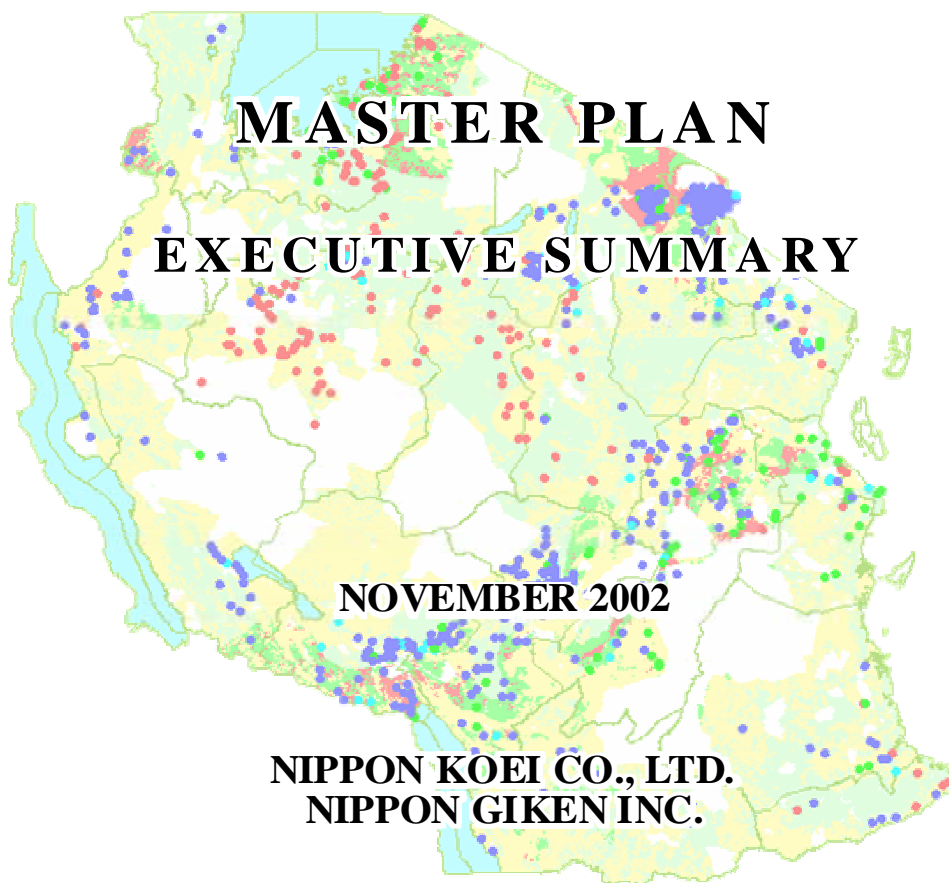 MASTER PLAN
EXECUTIVE SUMMARY
NOVEMBER 2002
NIPPON KOEI CO., LTD.
NIPPON GIKEN INC.